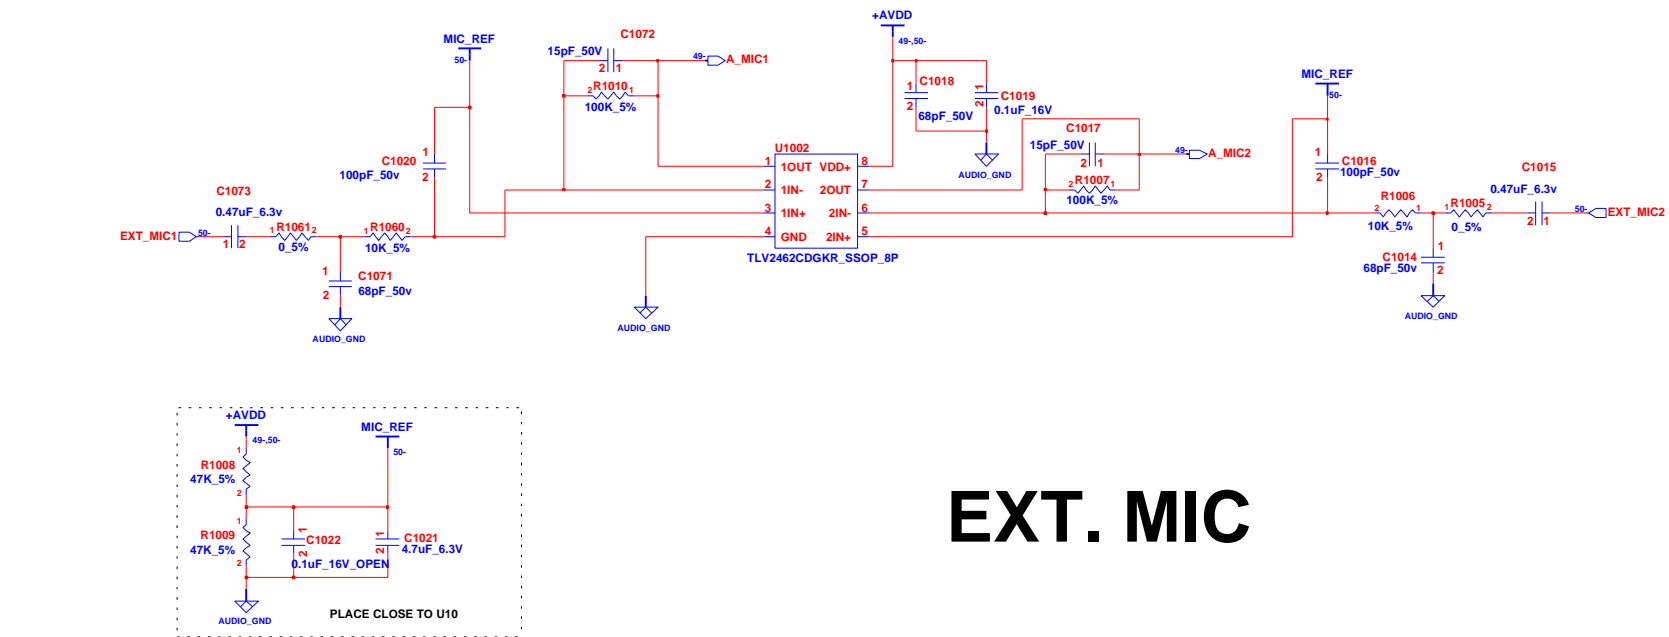 +AVDD
49-,50-
MIC_REF
50-
C1072
15pF_50V
2 1
49-
A_MIC1
2 R1010 1
100K_5%
1
C1018
2
68pF_50V
1
2
C1019
0.1uF_16V
AUDIO_GND
MIC_REF
50-
C1017
15pF_50V
2 1
49-
A_MIC2
2 R1007 1
100K_5%
U1002
1 1OUT VDD+ 8
2 1IN- 2OUT 7
3 1IN+ 2IN- 6
4 GND 2IN+ 5
TLV2462CDGKR_SSOP_8P
1
C1020
100pF_50v
2
1
C1016
100pF_50v
2
C1073
0.47uF_6.3v
EXT_MIC1
50-
1 2
1 R1061 2
0_5%
1 R1060 2
10K_5%
1
C1071
2
68pF_50v
AUDIO_GND
AUDIO_GND
R1006
2 1
10K_5%
1 R1005 2
0_5%
C1015
0.47uF_6.3v
2 1
50-
EXT_MIC2
1
C1014
68pF_50v
2
AUDIO_GND
+AVDD
49-,50-
MIC_REF
50-
1
R1008
47K_5%
2
1
R1009
47K_5%
2
1
C1022
2
0.1uF_16V_OPEN
1
C1021
2
4.7uF_6.3V
AUDIO_GND
PLACE CLOSE TO U10
EXT. MIC